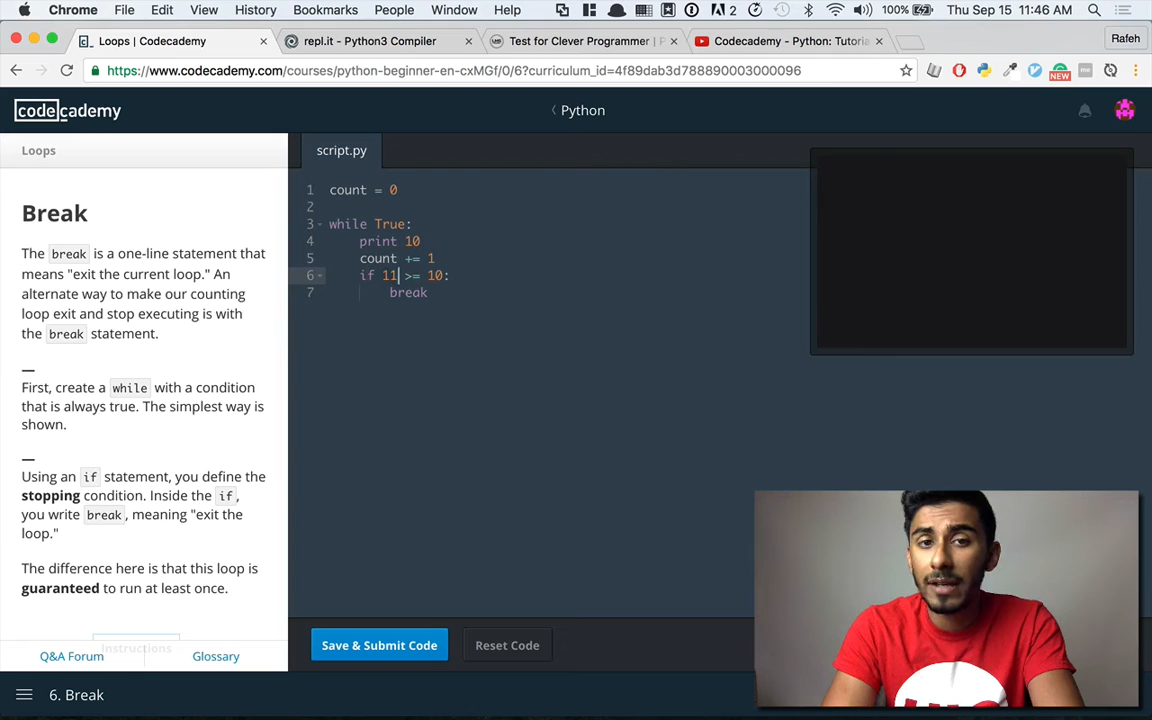 Chrome File Edit View History Bookmarks People Window Help 2 100% Thu Sep 15 11:46 AM
Loops | Codecademy repl.it - Python3 Compiler Test for Clever Programmer | P Codecademy - Python: Tutoria Rafeh
https://www.codecademy.com/courses/python-beginner-en-cxMGf/0/6?curriculum_id=4f89dab3d788890003000096 NEW
codecademy Python
Loops
script.py
Break
The break is a one-line statement that
means "exit the current loop." An
alternate way to make our counting
loop exit and stop executing is with
the break statement.
—
First, create a while with a condition
that is always true. The simplest way is
shown.
—
Using an if statement, you define the
stopping condition. Inside the if,
you write break, meaning "exit the
loop."
The difference here is that this loop is
guaranteed to run at least once.
Instructions
Q&A Forum Glossary
1 count = 0
2
3 while True:
4 print 10
5 count += 1
6 if 11 >= 10:
7 break
Save & Submit Code Reset Code
6. Break